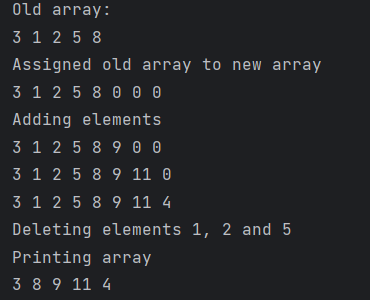 Old array:
3 1 2 5 8
Assigned old array to new array
3 1 2 5 8 0 0 0
Adding elements
3 1 2 5 8 9 0 0
3 1 2 5 8 9 11 0
3 1 2 5 8 9 11 4
Deleting elements 1, 2 and 5
Printing array
3 8 9 11 4